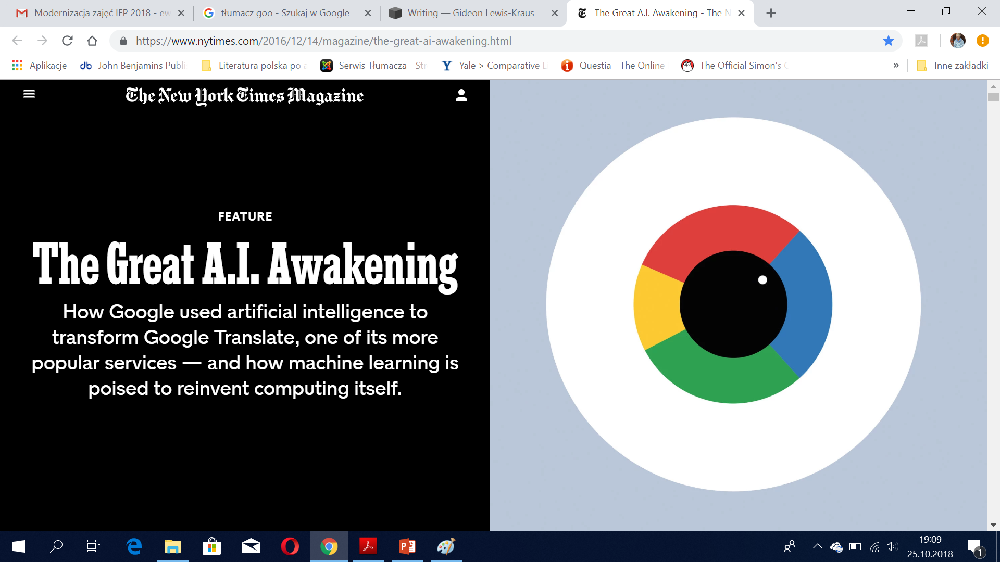 Modernizacja zajęć IFP 2018 - ew
tłumacz goo - Szukaj w Google
Writing — Gideon Lewis-Kraus
The Great A.I. Awakening - The N
https://www.nytimes.com/2016/12/14/magazine/the-great-ai-awakening.html
Aplikacje
John Benjamins Publi
Literatura polska po
Serwis Tłumacza - Str
Yale > Comparative L
Questia - The Online
The Official Simon's
»
Inne zakładki
The New York Times Magazine
FEATURE
The Great A.I. Awakening
How Google used artificial intelligence to
transform Google Translate, one of its more
popular services — and how machine learning is
poised to reinvent computing itself.
19:09
25.10.2018
1